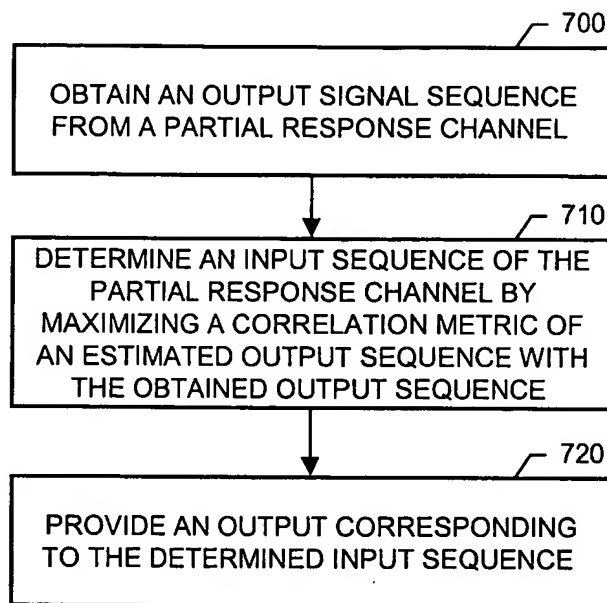 700
OBTAIN AN OUTPUT SIGNAL SEQUENCE
FROM A PARTIAL RESPONSE CHANNEL
710
DETERMINE AN INPUT SEQUENCE OF THE
PARTIAL RESPONSE CHANNEL BY
MAXIMIZING A CORRELATION METRIC OF
AN ESTIMATED OUTPUT SEQUENCE WITH
THE OBTAINED OUTPUT SEQUENCE
720
PROVIDE AN OUTPUT CORRESPONDING
TO THE DETERMINED INPUT SEQUENCE